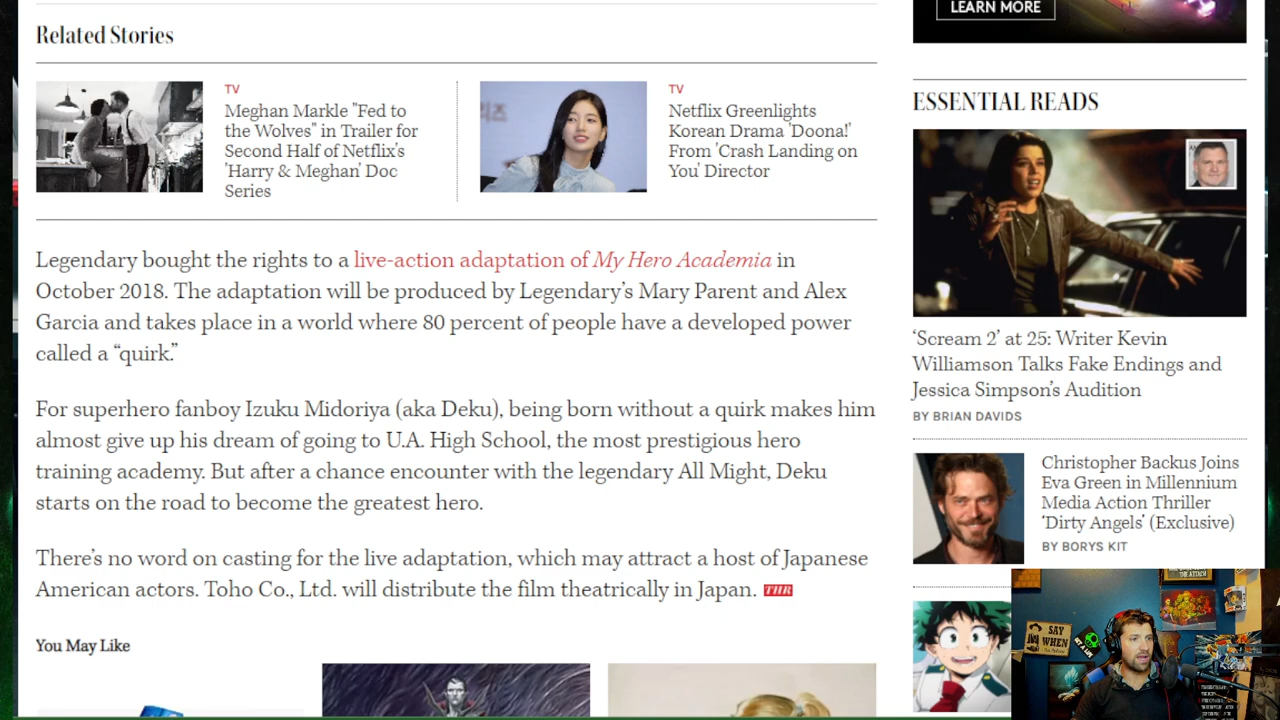 LEARN MORE
Related Stories
TV
Meghan Markle "Fed to
the Wolves" in Trailer for
Second Half of Netflix's
'Harry & Meghan' Doc
Series
TV
Netflix Greenlights
Korean Drama 'Doona!'
From 'Crash Landing on
You' Director
Legendary bought the rights to a live-action adaptation of My Hero Academia in
October 2018. The adaptation will be produced by Legendary’s Mary Parent and Alex
Garcia and takes place in a world where 80 percent of people have a developed power
called a “quirk.”
For superhero fanboy Izuku Midoriya (aka Deku), being born without a quirk makes him
almost give up his dream of going to U.A. High School, the most prestigious hero
training academy. But after a chance encounter with the legendary All Might, Deku
starts on the road to become the greatest hero.
There’s no word on casting for the live adaptation, which may attract a host of Japanese
American actors. Toho Co., Ltd. will distribute the film theatrically in Japan. THR
You May Like
ESSENTIAL READS
‘Scream 2’ at 25: Writer Kevin
Williamson Talks Fake Endings and
Jessica Simpson’s Audition
BY BRIAN DAVIDS
Christopher Backus Joins
Eva Green in Millennium
Media Action Thriller
‘Dirty Angels’ (Exclusive)
BY BORYS KIT
THE ATTACK
SAY
WHEN